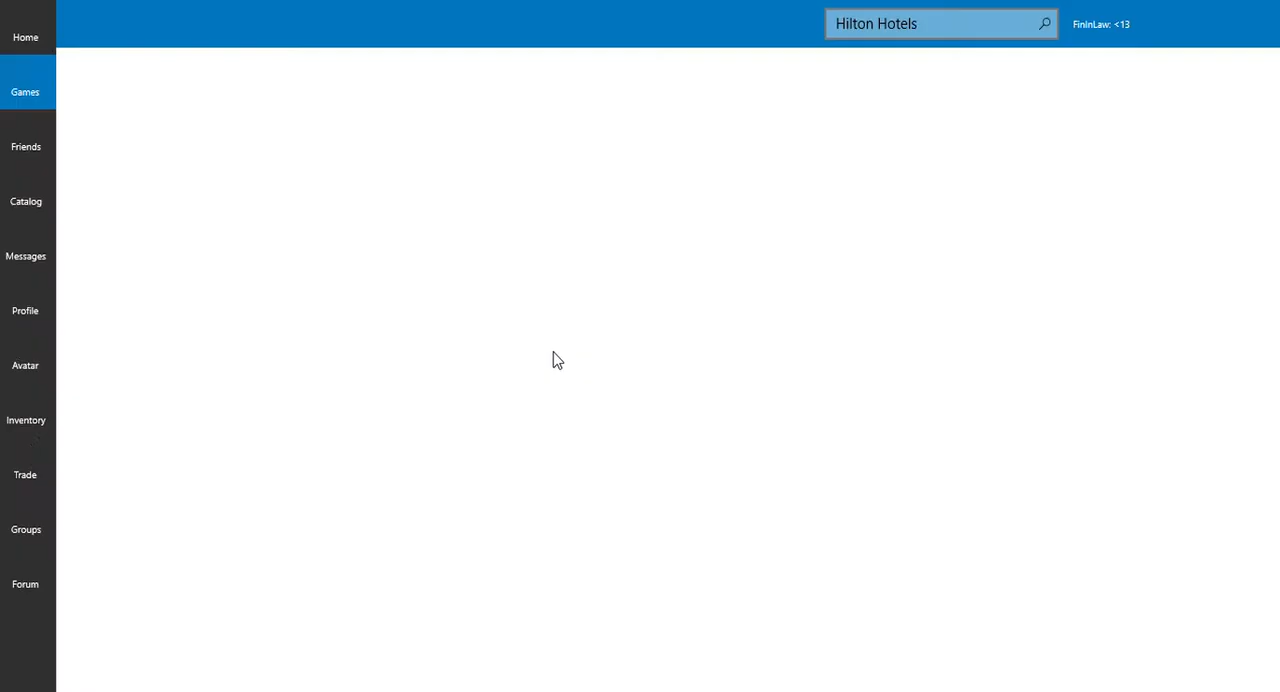 Hilton Hotels
FinInLaw: <13
Home
Games
Friends
Catalog
Messages
Profile
Avatar
Inventory
Trade
Groups
Forum